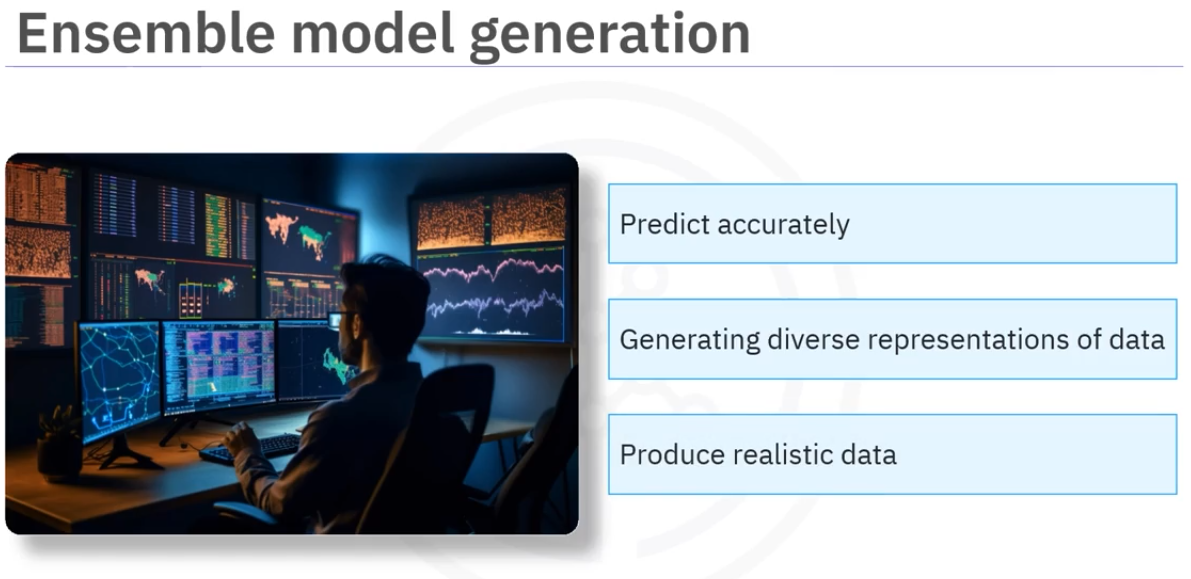 Ensemble model generation
Predict accurately
Generating diverse representations of data
Produce realistic data